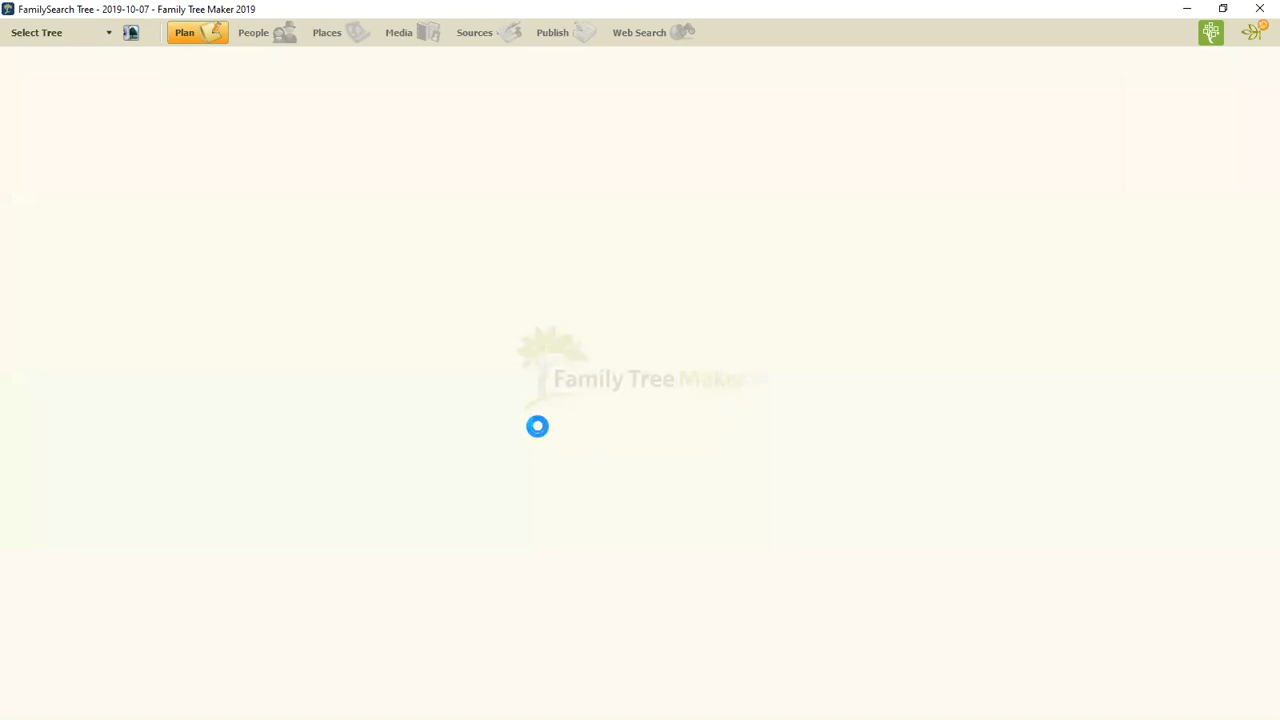 FamilySearch Tree - 2019-10-07 - Family Tree Maker 2019
Select Tree Plan People Places Media Sources Publish Web Search
Family Tree Maker